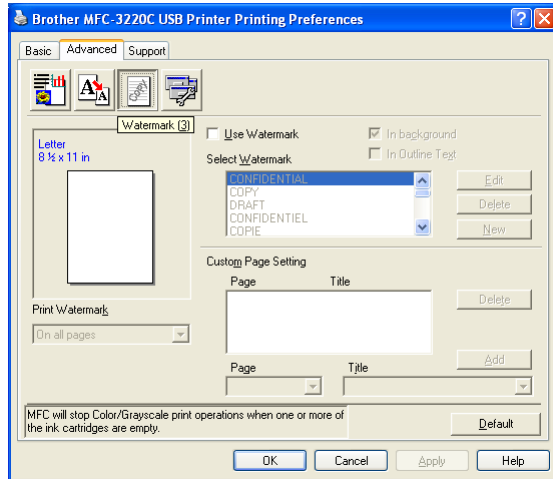 Brother MFC-3220C USB Printer Printing Preferences
Basic Advanced Support
Watermark (3)
Letter
8 ½ x 11 in
Use Watermark
In background
In Outline Text
Select Watermark
CONFIDENTIAL
COPY
DRAFT
CONFIDENTIEL
COPIE
Edit
Delete
New
Print Watermark
On all pages
Custom Page Setting
Page Title
Delete
Add
Page Title
MFC will stop Color/Grayscale print operations when one or more of
the ink cartridges are empty.
Default
OK Cancel Apply Help